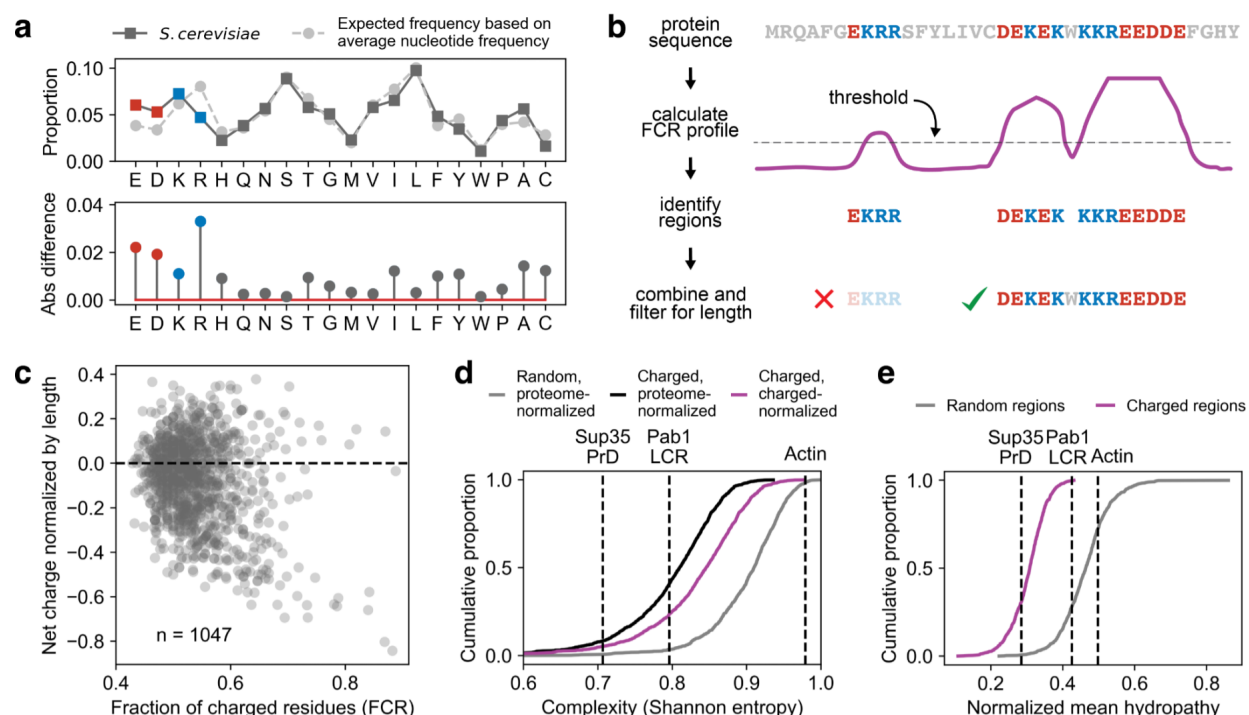 a
S.cerevisiae
Expected frequency based on
average nucleotide frequency
Proportion
0.10
0.05
0.00
E D K R H Q N S T G M V I L F Y W P A C
Abs difference
0.04
0.02
0.00
E D K R H Q N S T G M V I L F Y W P A C
b
protein
sequence
MRQAFGEKRRSFYLIVCDEKEKWKKREEDDEFGHY
calculate
FCR profile
threshold
identify
regions
EKRR DEKEK KKREEDDE
combine and
filter for length
EKRR DEKEKWKKREEDDE
c
Net charge normalized by length
0.4
0.2
0.0
−0.2
−0.4
−0.6
−0.8
n = 1047
0.4 0.6 0.8
Fraction of charged residues (FCR)
d
Random,
proteome-
normalized
Charged,
proteome-
normalized
Charged,
charged-
normalized
Sup35
PrD
Pab1
LCR
Actin
Cumulative proportion
1.0
0.5
0.0
0.6 0.7 0.8 0.9 1.0
Complexity (Shannon entropy)
e
Random regions
Charged regions
Sup35
PrD
Pab1
LCR
Actin
Cumulative proportion
1.0
0.5
0.0
0.2 0.4 0.6 0.8
Normalized mean hydropathy